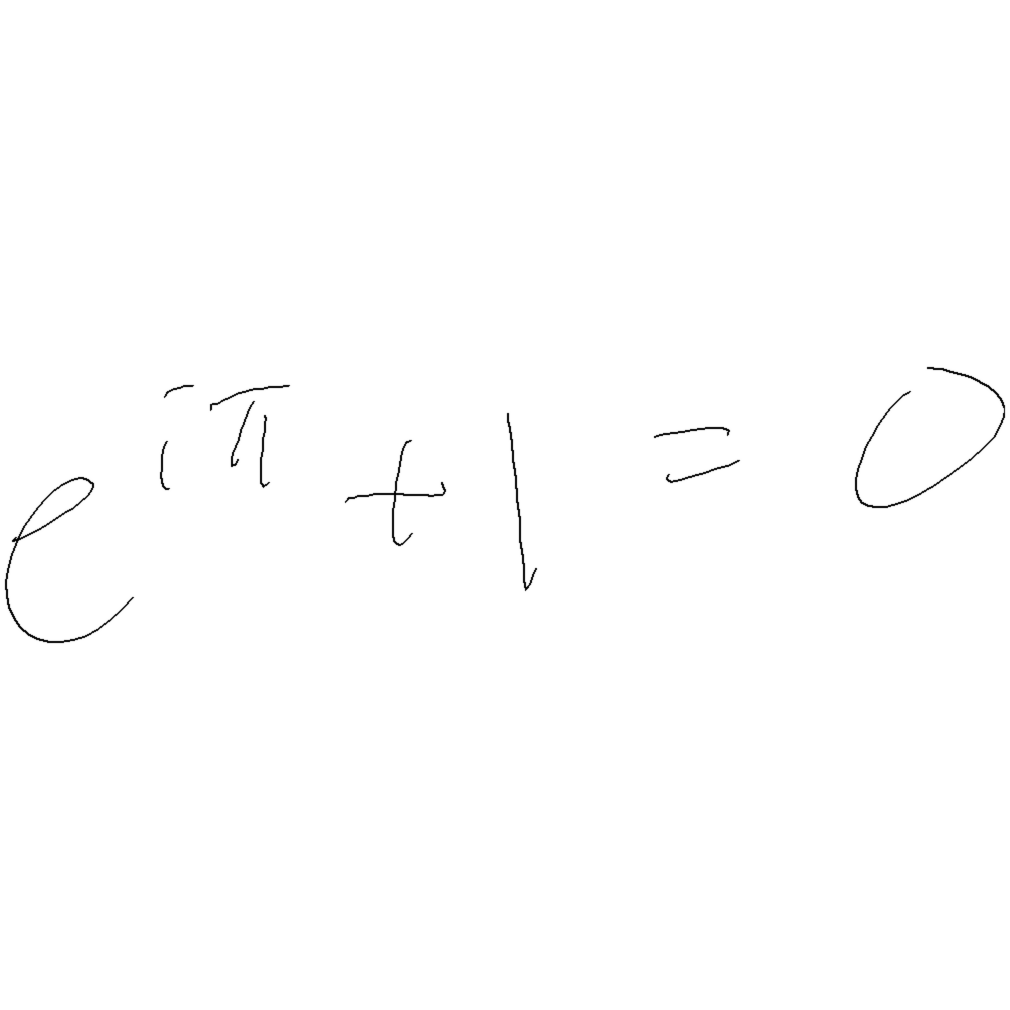 e^{iπ} + 1 = 0